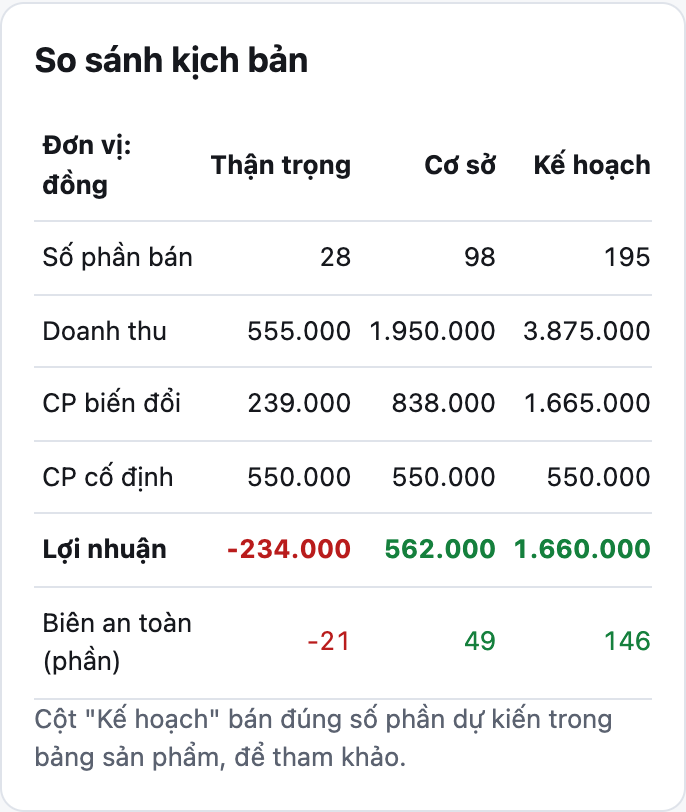 So sánh kịch bản
Đơn vị:
đồng
Thận trọng Cơ sở Kế hoạch
Số phần bán 28 98 195
Doanh thu 555.000 1.950.000 3.875.000
CP biến đổi 239.000 838.000 1.665.000
CP cố định 550.000 550.000 550.000
Lợi nhuận -234.000 562.000 1.660.000
Biên an toàn
(phần) -21 49 146
Cột "Kế hoạch" bán đúng số phần dự kiến trong
bảng sản phẩm, để tham khảo.